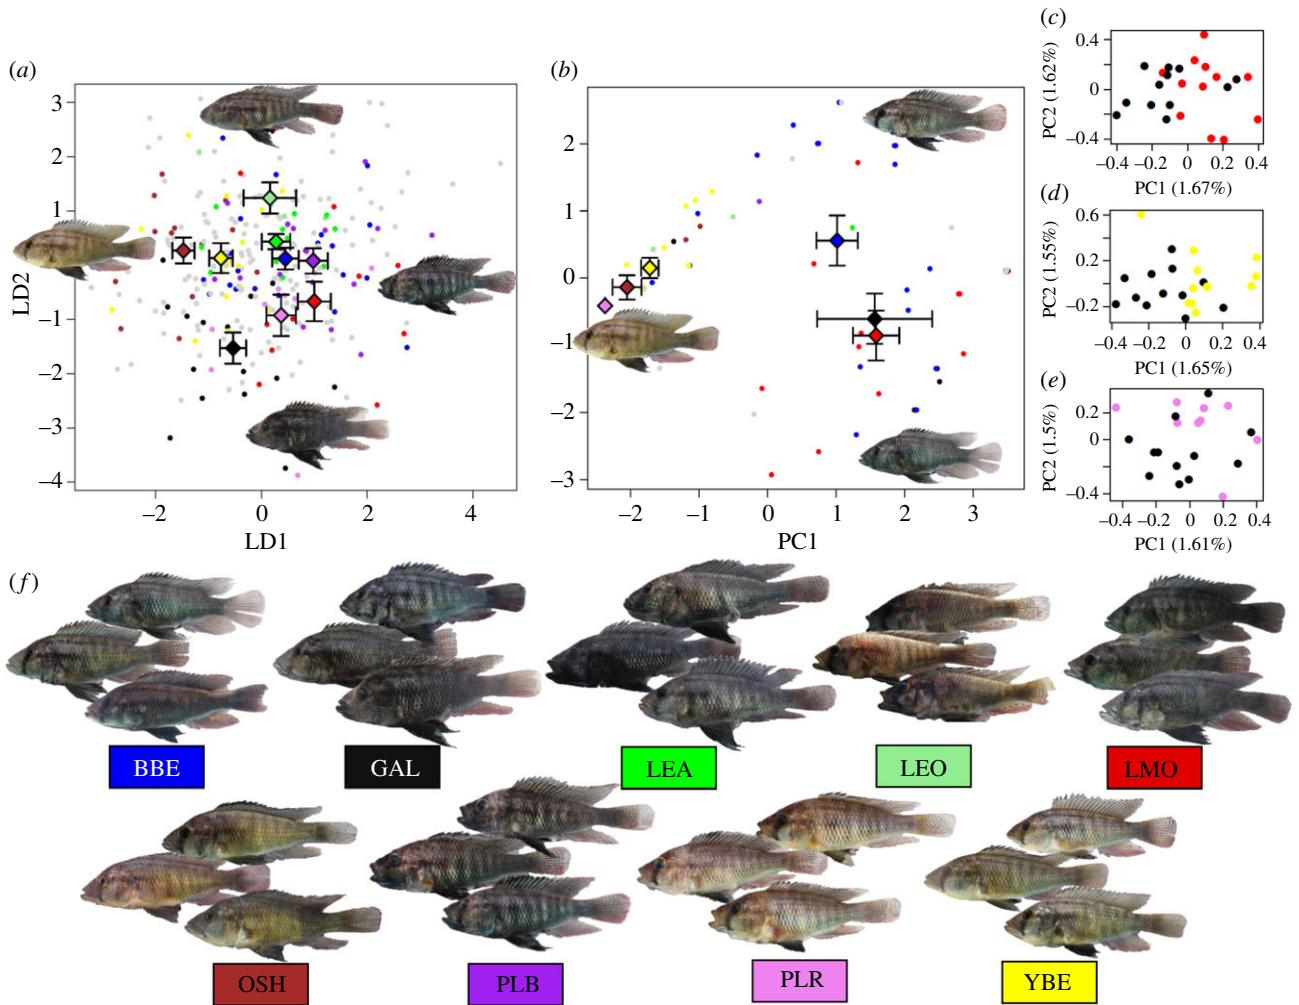 (a)
3
2
1
0
−1
−2
−3
−4
LD2
−2
0
2
4
LD1
(b)
2
1
0
−1
−2
−3
−2
−1
0
1
2
3
PC1
(c)
0.4
0
−0.4
PC2 (1.62%)
−0.4
−0.2
0
0.2
0.4
PC1 (1.67%)
(d)
0.6
0.2
−0.2
PC2 (1.55%)
−0.4
−0.2
0
0.2
0.4
PC1 (1.65%)
(e)
0.2
0
−0.4
PC2 (1.5%)
−0.4
−0.2
0
0.2
0.4
PC1 (1.61%)
(f)
BBE
GAL
LEA
LEO
LMO
OSH
PLB
PLR
YBE